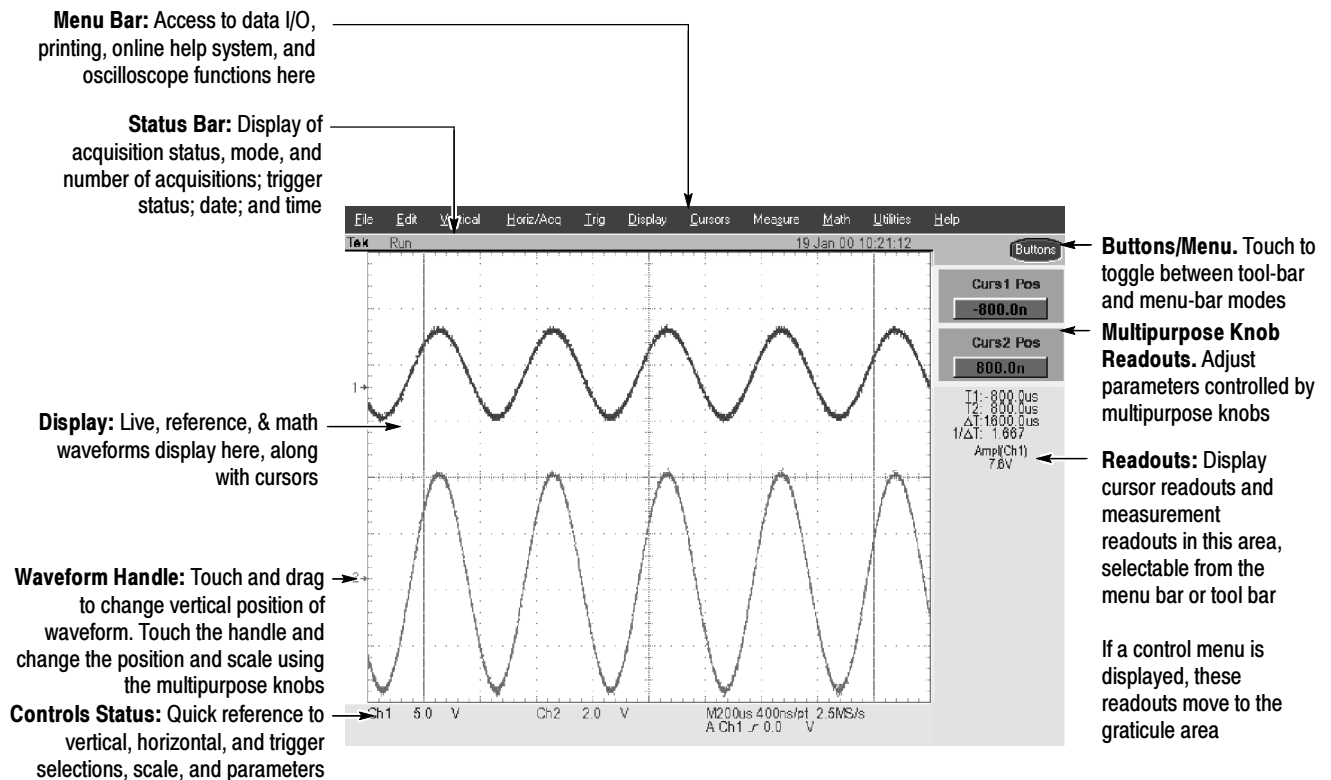 Menu Bar: Access to data I/O,
printing, online help system, and
oscilloscope functions here
Status Bar: Display of
acquisition status, mode, and
number of acquisitions; trigger
status; date; and time
File Edit Vertical Horiz/Acq Trig Display Cursors Measure Math Utilities Help
Tek Run 19 Jan 00 10:21:12
Buttons
Curs1 Pos
-800.0n
Curs2 Pos
800.0n
T1:-800.0us
T2: 800.0us
ΔT:1600.0us
1/ΔT: 1.667
Ampl(Ch1)
7.6V
1
2
Ch1 5.0 V Ch2 2.0 V M200us 400ns/pt 2.5MS/s
A Ch1 0.0 V
Display: Live, reference, & math
waveforms display here, along
with cursors
Waveform Handle: Touch and drag
to change vertical position of
waveform. Touch the handle and
change the position and scale using
the multipurpose knobs
Controls Status: Quick reference to
vertical, horizontal, and trigger
selections, scale, and parameters
Buttons/Menu. Touch to
toggle between tool-bar
and menu-bar modes
Multipurpose Knob
Readouts. Adjust
parameters controlled by
multipurpose knobs
Readouts: Display
cursor readouts and
measurement
readouts in this area,
selectable from the
menu bar or tool bar
If a control menu is
displayed, these
readouts move to the
graticule area